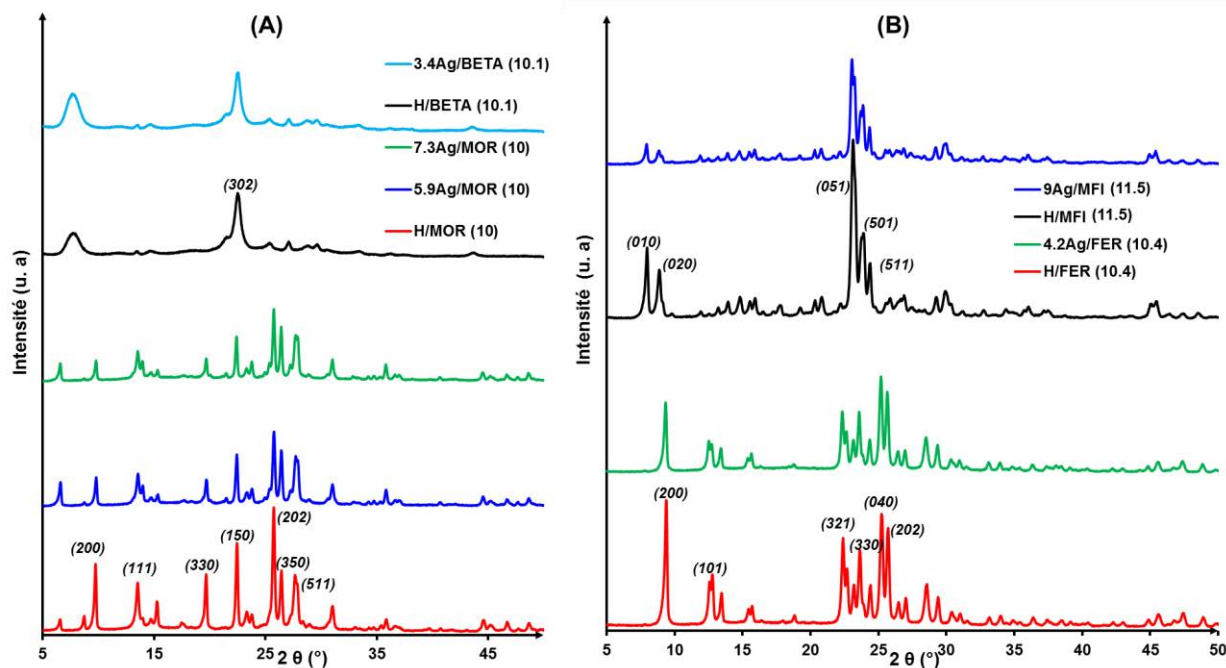 (A)
3.4Ag/BETA (10.1)
H/BETA (10.1)
7.3Ag/MOR (10)
5.9Ag/MOR (10)
H/MOR (10)
(302)
(200)
(111)
(330)
(150)
(202)
(350)
(511)
Intensité (u. a)
5
15
25
35
45
2 θ (°)
(B)
9Ag/MFI (11.5)
H/MFI (11.5)
4.2Ag/FER (10.4)
H/FER (10.4)
(051)
(501)
(511)
(010)
(020)
(200)
(101)
(321)
(330)
(040)
(202)
Intensité (u. a)
5
10
15
20
25
30
35
40
45
50
2 θ (°)